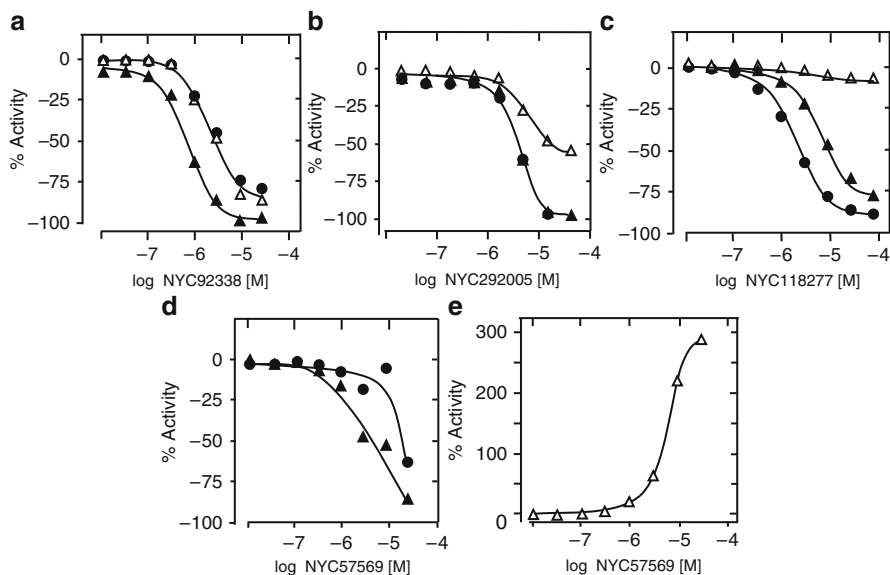 a
0
−25
−50
−75
−100
% Activity
−7 −6 −5 −4
log NYC92338 [M]
b
0
−25
−50
−75
−100
% Activity
−7 −6 −5 −4
log NYC292005 [M]
c
25
0
−25
−50
−75
−100
% Activity
−7 −6 −5 −4
log NYC118277 [M]
d
0
−25
−50
−75
−100
% Activity
−7 −6 −5 −4
log NYC57569 [M]
e
300
200
100
0
% Activity
−7 −6 −5 −4
log NYC57569 [M]